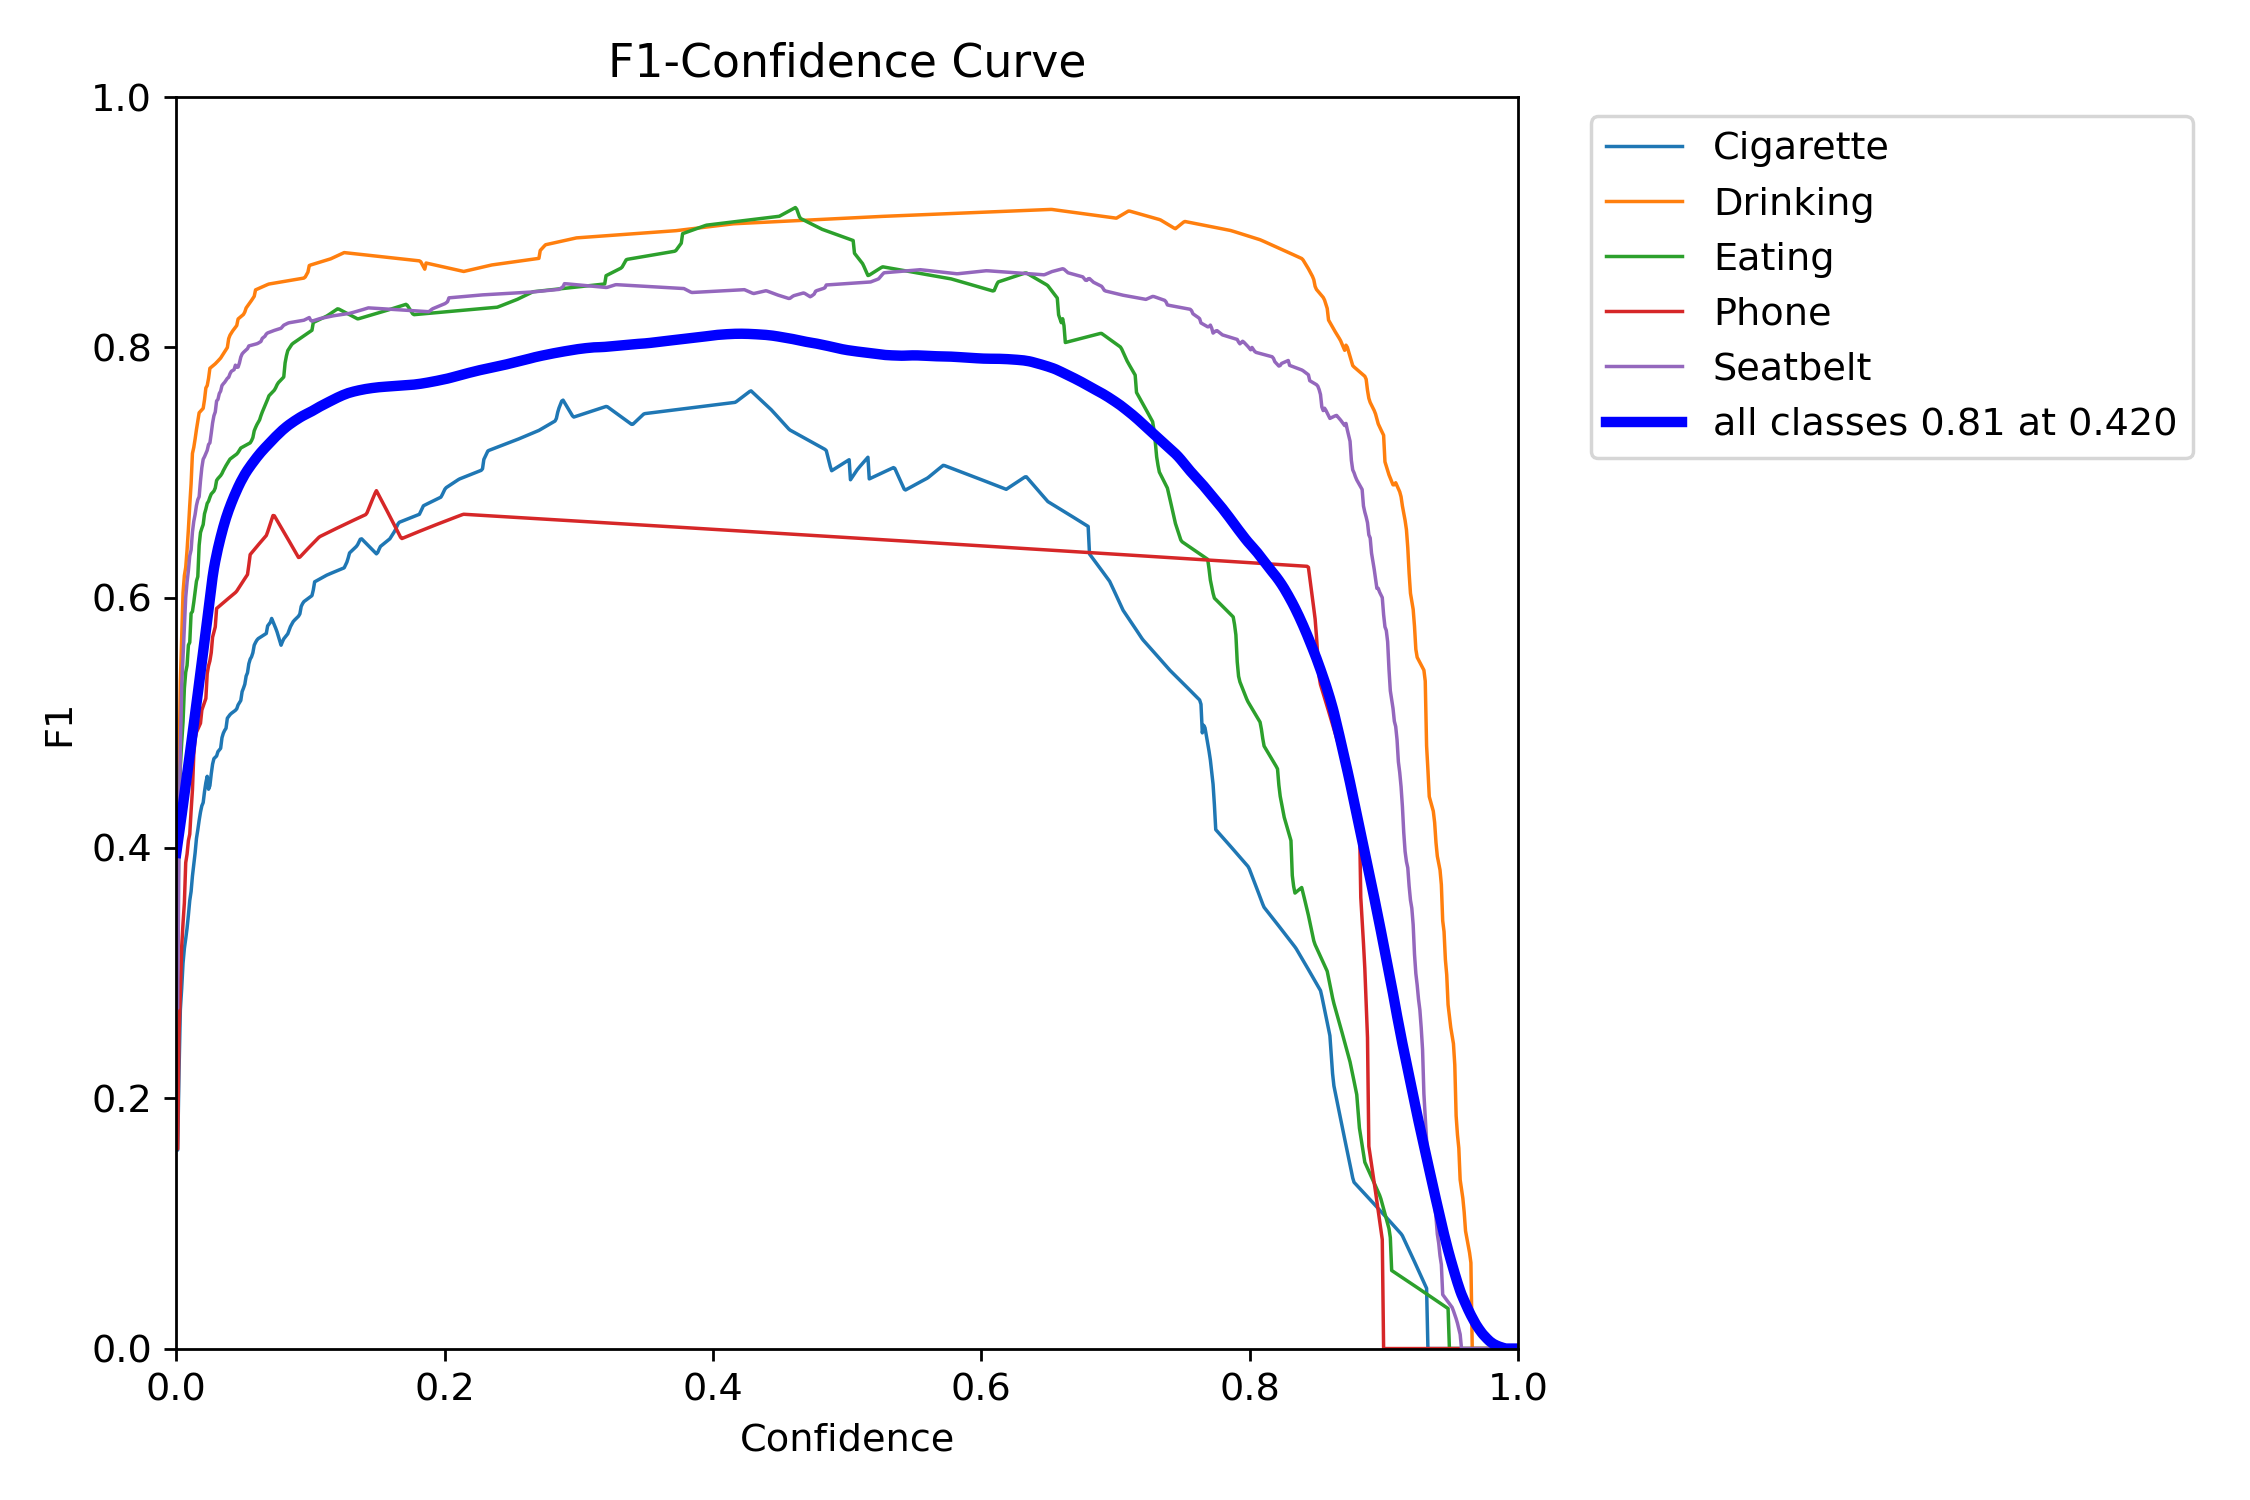 F1-Confidence Curve
1.0
0.8
0.6
0.4
0.2
0.0
F1
0.0 0.2 0.4 0.6 0.8 1.0
Confidence
Cigarette
Drinking
Eating
Phone
Seatbelt
all classes 0.81 at 0.420